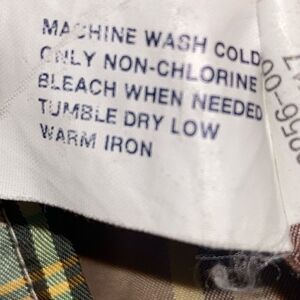 MACHINE WASH COLD
ONLY NON-CHLORINE
BLEACH WHEN NEEDED
TUMBLE DRY LOW
WARM IRON